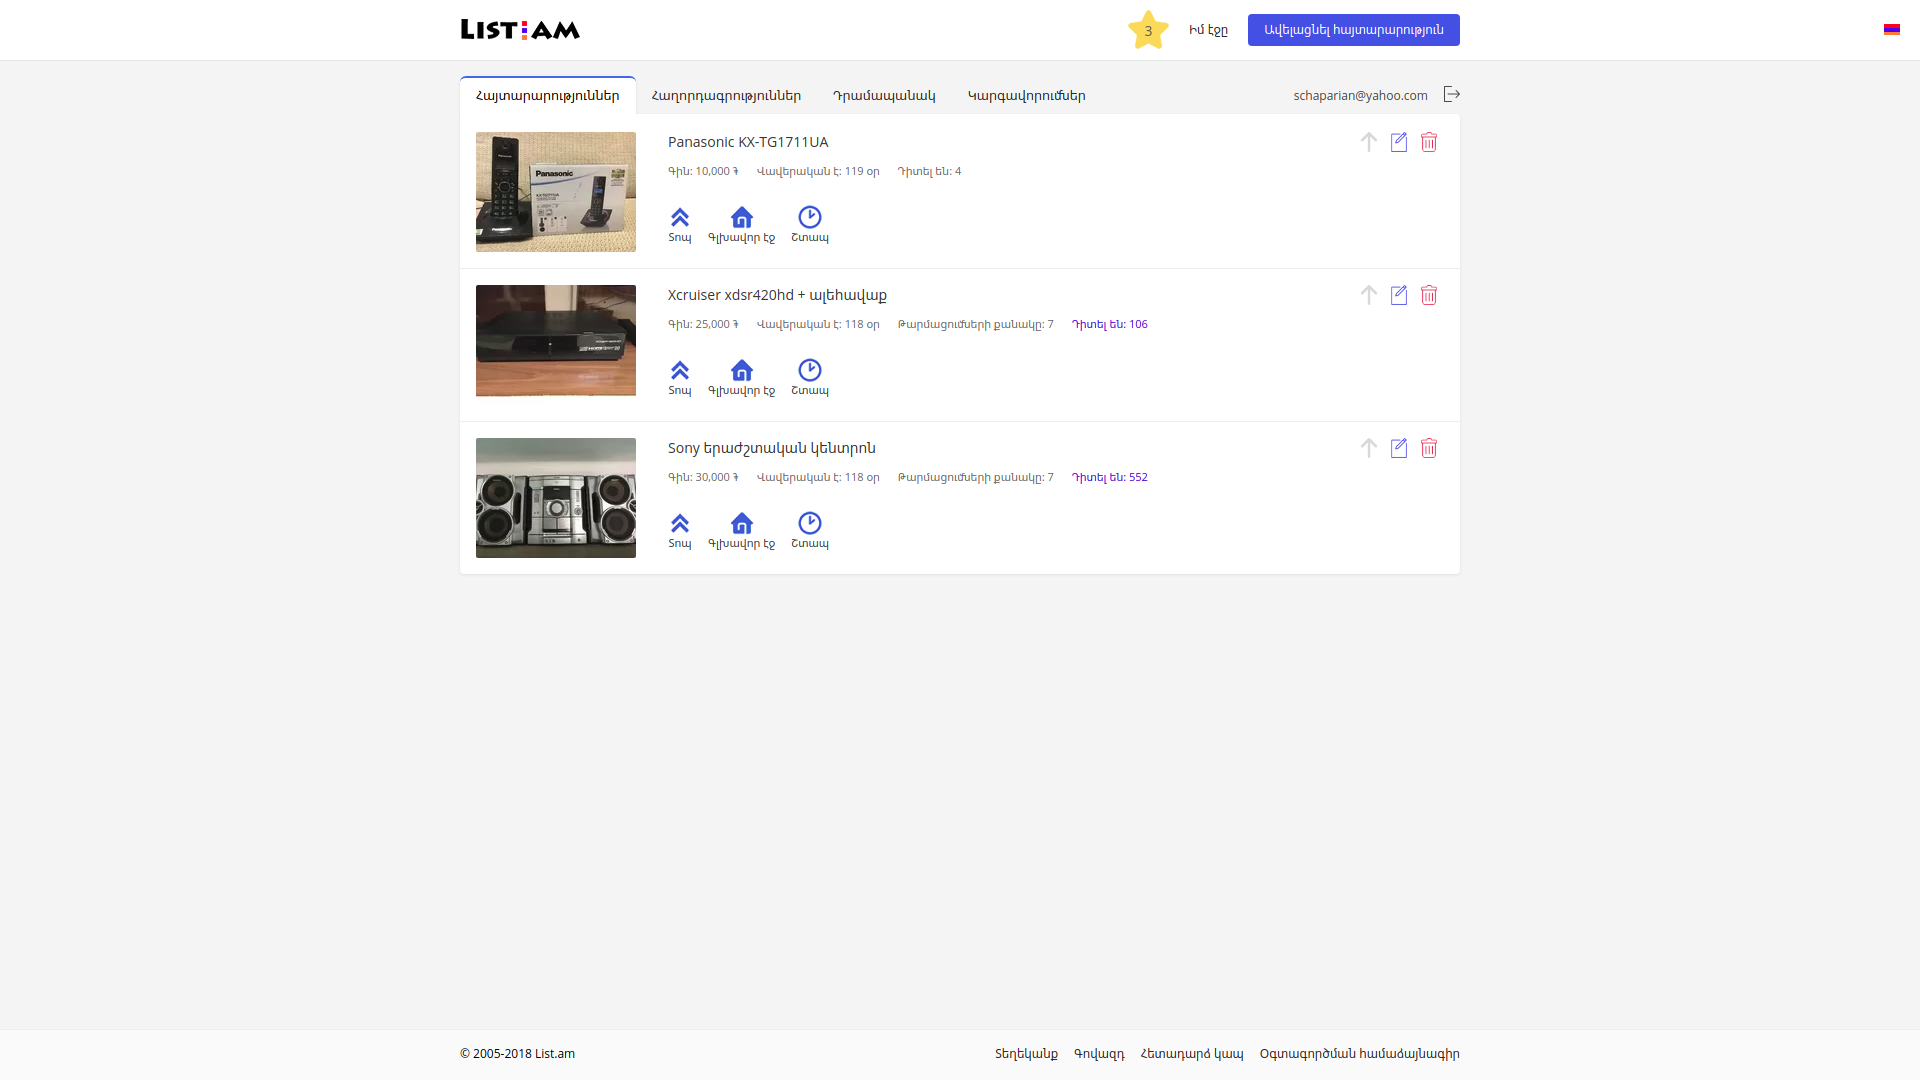 LIST:AM
3
Իմ էջը
Ավելացնել հայտարարություն
Հայտարարություններ
Հաղորդագրություններ
Դրամապանակ
Կարգավորումներ
schaparian@yahoo.com
Panasonic KX-TG1711UA
Գին: 10,000 ֏ Վավերական է: 119 օր Դիտել են: 4
Տոպ Գլխավոր էջ Շտապ
Panasonic
Xcruiser xdsr420hd + ալեհավաք
Գին: 25,000 ֏ Վավերական է: 118 օր Թարմացումների քանակը: 7 Դիտել են: 106
Տոպ Գլխավոր էջ Շտապ
Sony երաժշտական կենտրոն
Գին: 30,000 ֏ Վավերական է: 118 օր Թարմացումների քանակը: 7 Դիտել են: 552
Տոպ Գլխավոր էջ Շտապ
© 2005-2018 List.am
Տեղեկանք Գովազդ Հետադարձ կապ Օգտագործման համաձայնագիր